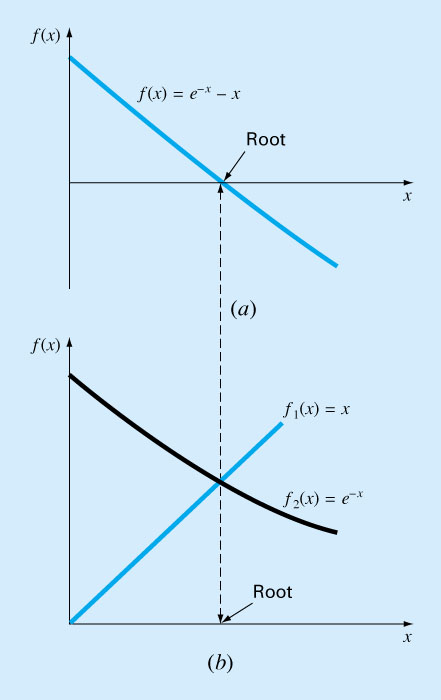 f(x)
f(x) = e⁻ˣ – x
Root
x
(a)
f(x)
f₁(x) = x
f₂(x) = e⁻ˣ
Root
x
(b)